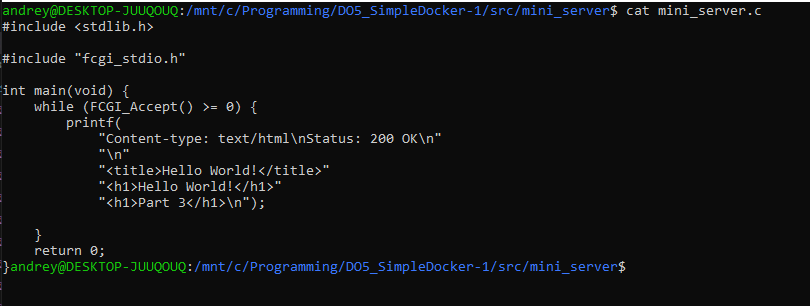 andrey@DESKTOP-JUUQOUQ:/mnt/c/Programming/DO5_SimpleDocker-1/src/mini_server$ cat mini_server.c
#include <stdlib.h>

#include "fcgi_stdio.h"

int main(void) {
    while (FCGI_Accept() >= 0) {
        printf(
            "Content-type: text/html\nStatus: 200 OK\n"
            "\n"
            "<title>Hello World!</title>"
            "<h1>Hello World!</h1>"
            "<h1>Part 3</h1>\n");

    }
    return 0;
}andrey@DESKTOP-JUUQOUQ:/mnt/c/Programming/DO5_SimpleDocker-1/src/mini_server$